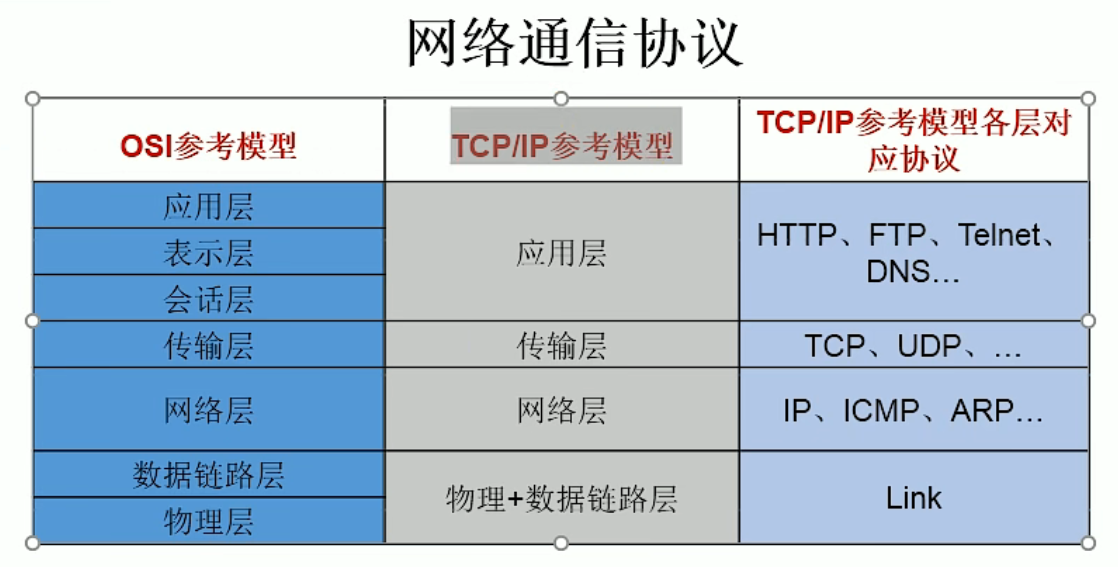 网络通信协议
OSI参考模型
TCP/IP参考模型
TCP/IP参考模型各层对
应协议
应用层
表示层
会话层
应用层
HTTP、FTP、Telnet、
DNS…
传输层
传输层
TCP、UDP、…
网络层
网络层
IP、ICMP、ARP…
数据链路层
物理层
物理+数据链路层
Link